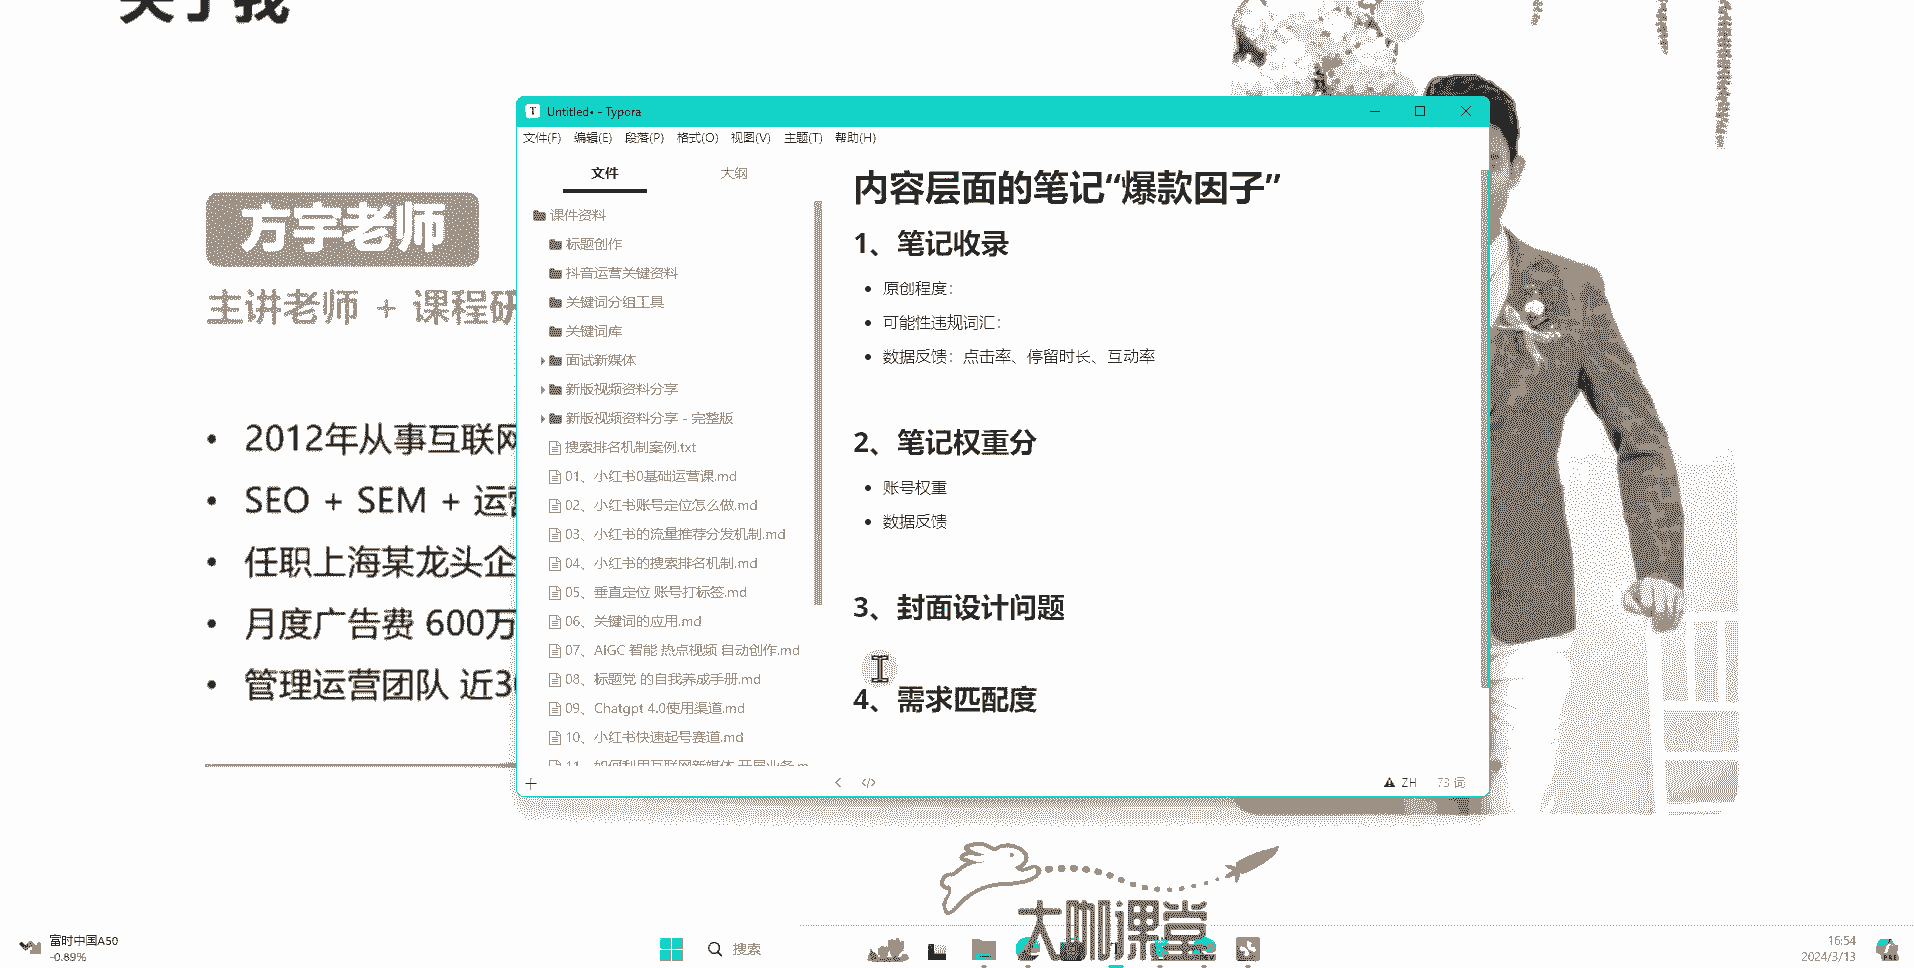 关于我
方宇老师
主讲老师 + 课程研
2012年从事互联网
SEO + SEM + 运营
任职上海某龙头企
月度广告费 600万
管理运营团队 近30
Untitled• - Typora
文件(F) 编辑(E) 段落(P) 格式(O) 视图(V) 主题(T) 帮助(H)
文件 大纲
课件资料
标题创作
抖音运营关键资料
关键词分组工具
关键词库
面试新媒体
新版视频资料分享
新版视频资料分享 - 完整版
搜索排名机制案例.txt
01、小红书0基础运营课.md
02、小红书账号定位怎么做.md
03、小红书的流量推荐分发机制.md
04、小红书的搜索排名机制.md
05、垂直定位 账号打标签.md
06、关键词的应用.md
07、AIGC 智能 热点视频 自动创作.md
08、标题党 的自我养成手册.md
09、Chatgpt 4.0使用渠道.md
10、小红书快速起号赛道.md
11、如何利用互联网新媒体 开展业务.m
内容层面的笔记“爆款因子”
1、笔记收录
原创程度：
可能性违规词汇：
数据反馈：点击率、停留时长、互动率
2、笔记权重分
账号权重
数据反馈
3、封面设计问题
4、需求匹配度
ZH 73 词
大咖课堂
富时中国A50
-0.89%
搜索
16:54
2024/3/13